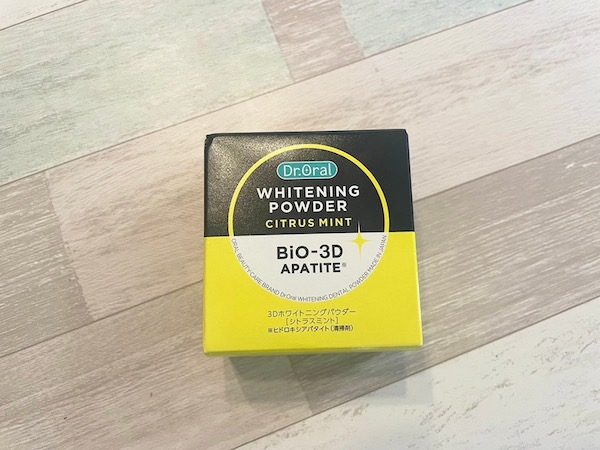 Dr.Oral
WHITENING
POWDER
CITRUS MINT
BiO-3D
APATITE※
ORAL BEAUTY CARE BRAND Dr.Oral WHITENING DENTAL POWDER MADE IN JAPAN
3Dホワイトニングパウダー
[シトラスミント]
※ヒドロキシアパタイト(清掃剤)